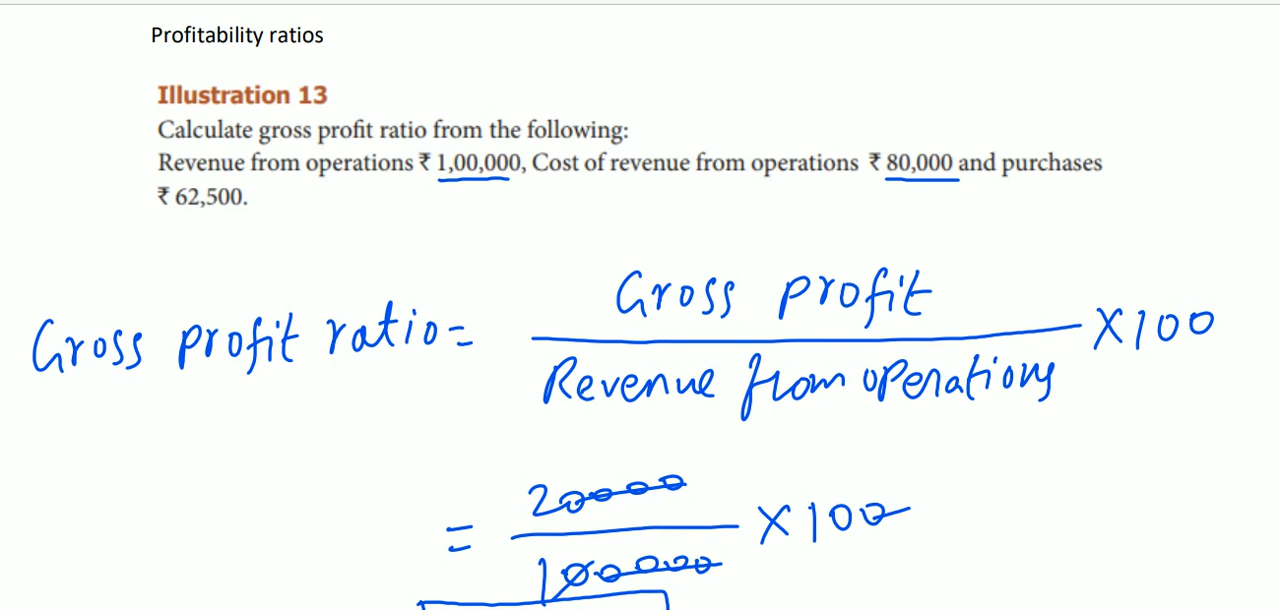 Profitability ratios
Illustration 13
Calculate gross profit ratio from the following:
Revenue from operations ₹ 1,00,000, Cost of revenue from operations ₹ 80,000 and purchases
₹ 62,500.
Gross profit ratio = Gross profit
Revenue from operations
×100
= 20000
100000
×100